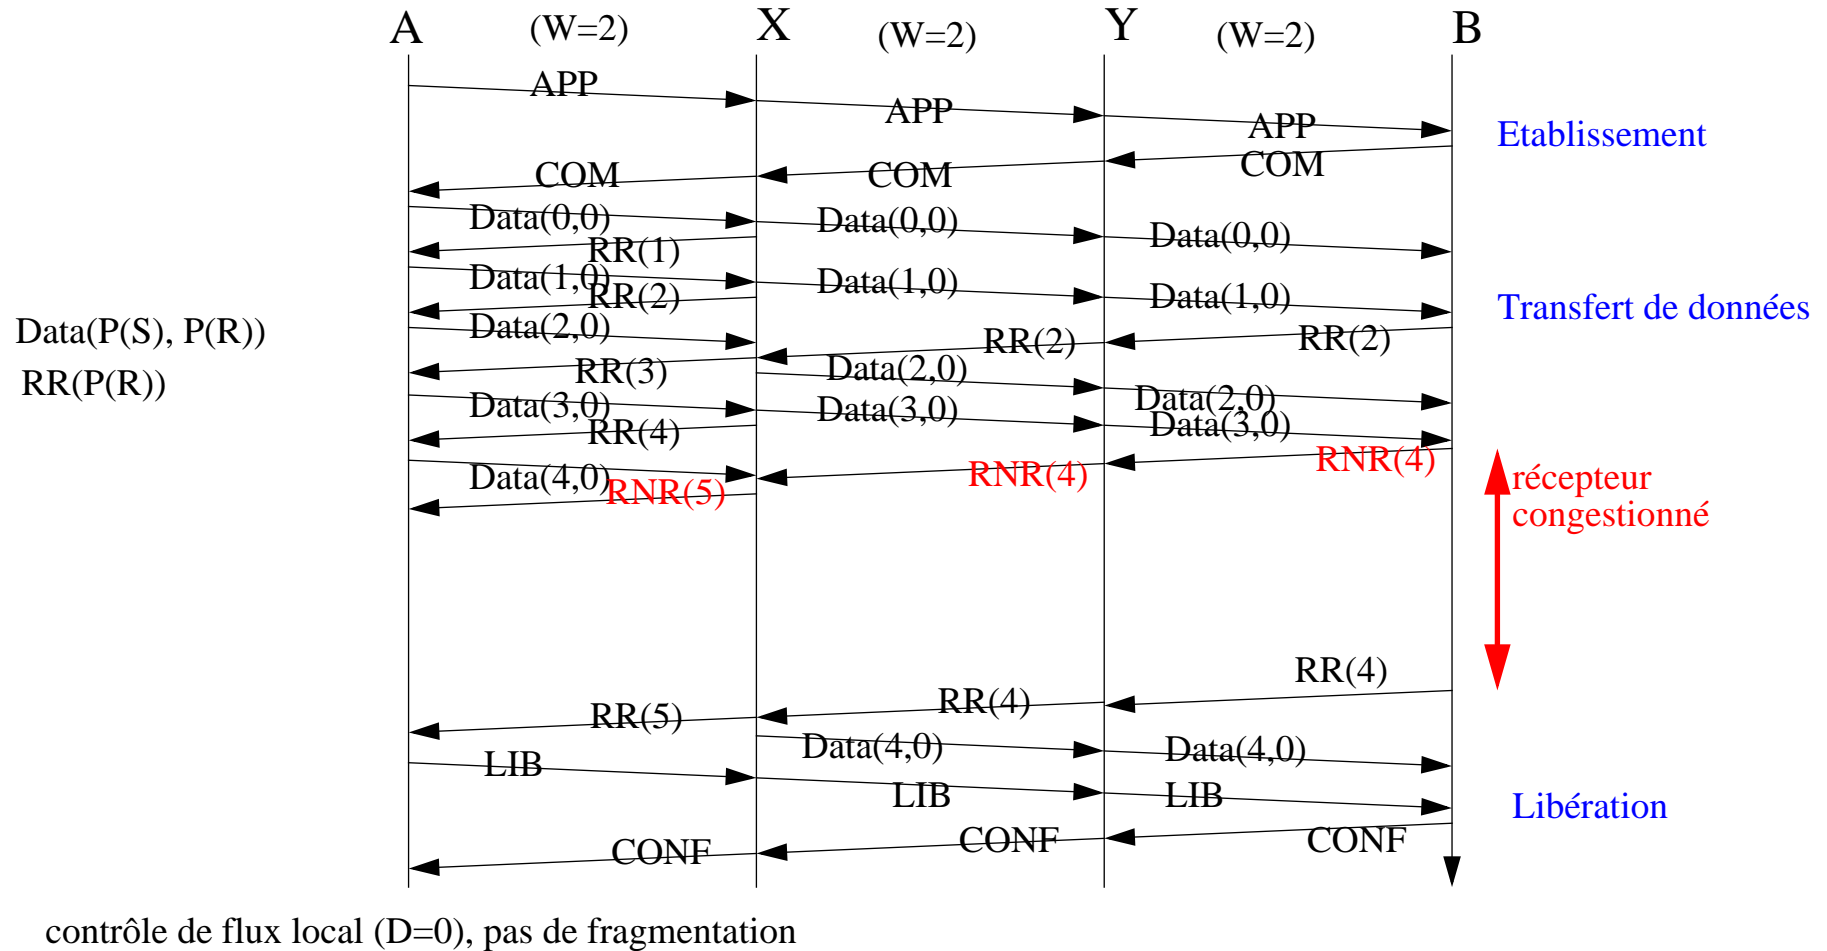 A (W=2) X (W=2) Y (W=2) B
APP
APP
APP
Etablissement
COM
COM
COM
Data(0,0) Data(0,0) Data(0,0)
RR(1)
Data(1,0) Data(1,0) Data(1,0)
RR(2)
Transfert de données
Data(P(S), P(R))
Data(2,0) RR(2) RR(2)
RR(3) Data(2,0)
RR(P(R))
Data(2,0)
Data(3,0) Data(3,0) Data(3,0)
RR(4)
Data(4,0) RNR(4) RNR(4)
RNR(5)
récepteur
congestionné
RR(4)
RR(5) RR(4)
Data(4,0) Data(4,0)
LIB
LIB LIB
Libération
CONF CONF CONF
contrôle de flux local (D=0), pas de fragmentation